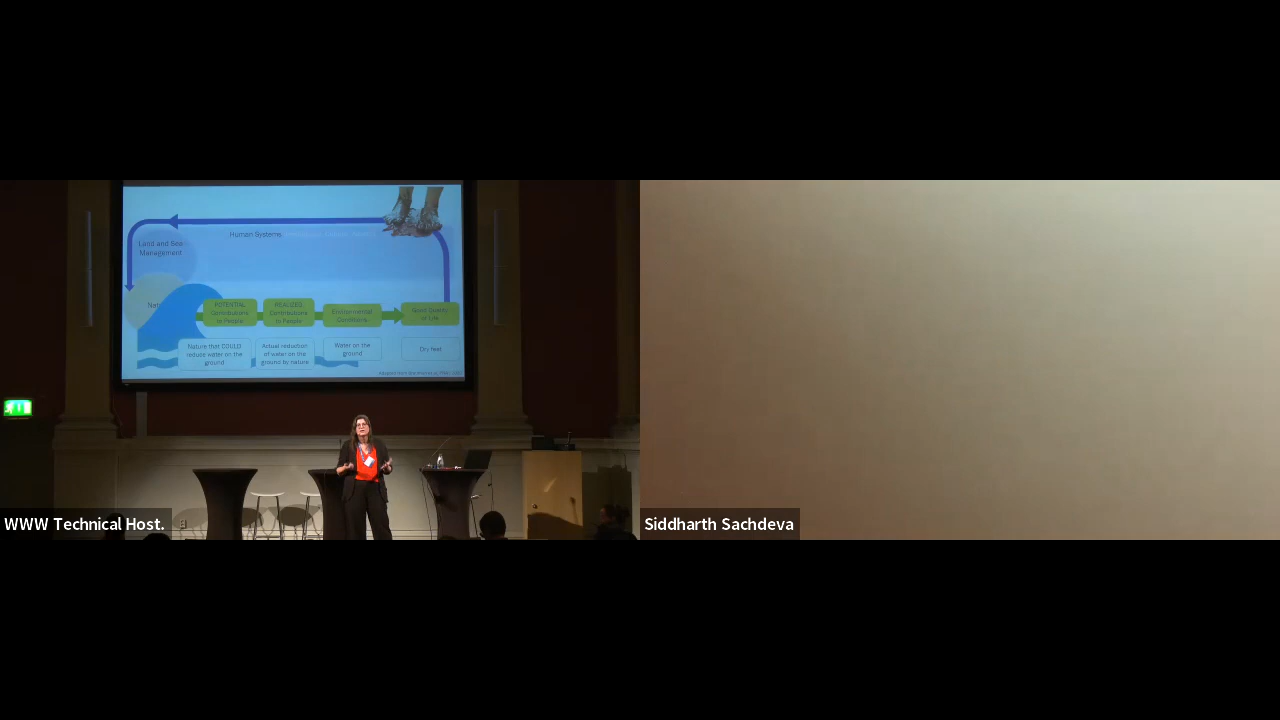 Human Systems
Land and Sea
Management
Nat
POTENTIAL
Contributions
to People
REALIZED
Contributions
to People
Environmental
Conditions
Good Quality
of Life
Nature that COULD
reduce water on the
ground
Actual reduction
of water on the
ground by nature
Water on the
ground
Dry feet
WWW Technical Host.
Siddharth Sachdeva